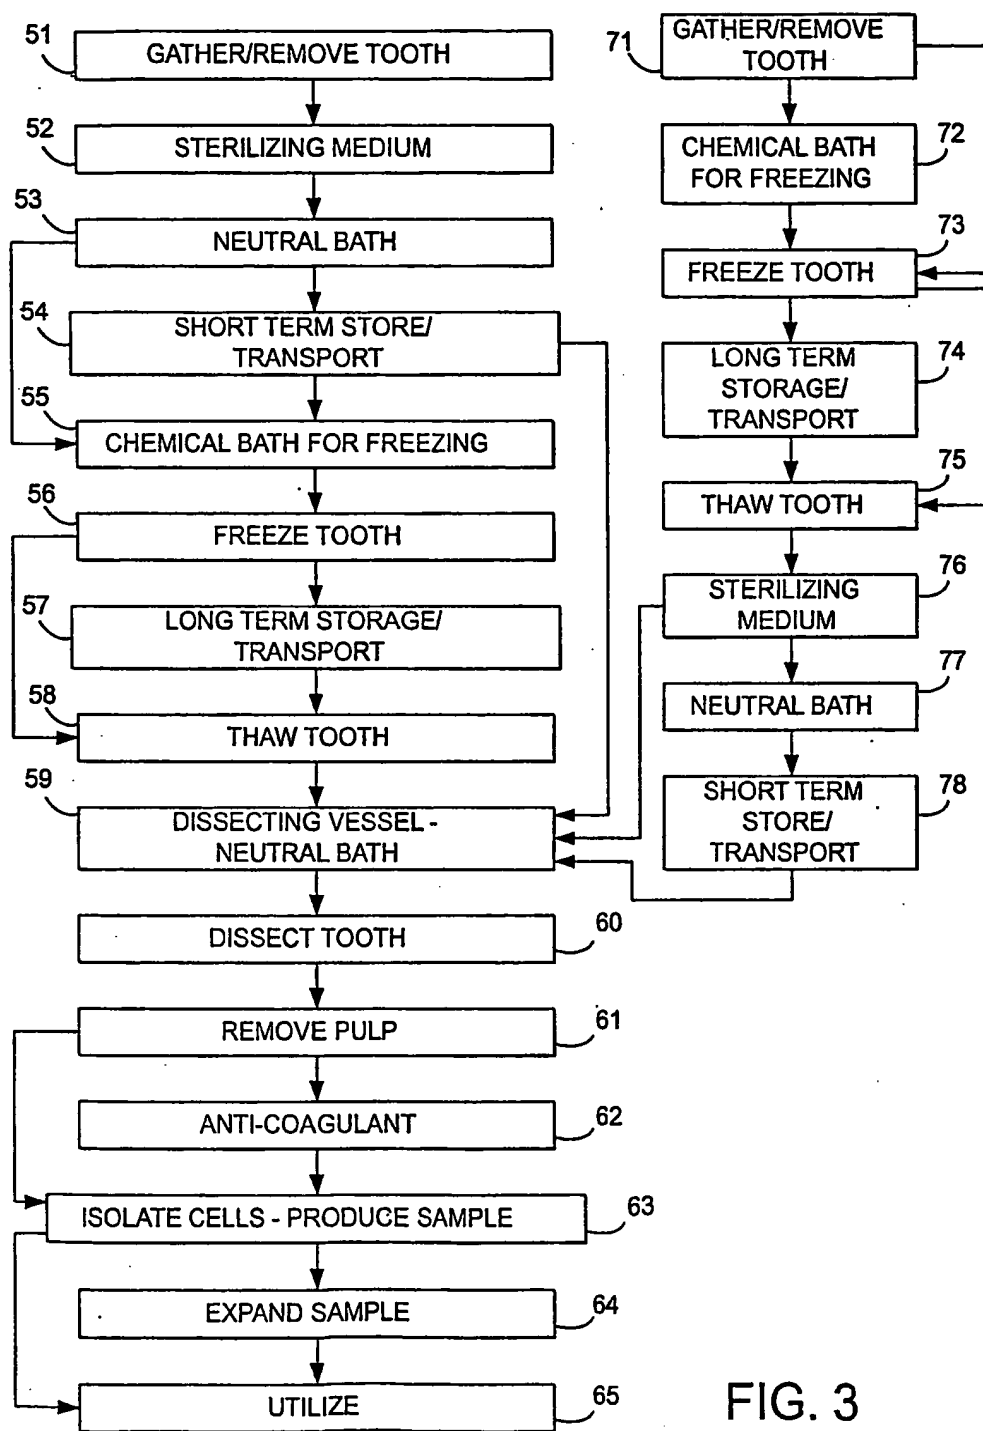 51
GATHER/REMOVE TOOTH
52
STERILIZING MEDIUM
53
NEUTRAL BATH
54
SHORT TERM STORE/
TRANSPORT
55
CHEMICAL BATH FOR FREEZING
56
FREEZE TOOTH
57
LONG TERM STORAGE/
TRANSPORT
58
THAW TOOTH
59
DISSECTING VESSEL -
NEUTRAL BATH
DISSECT TOOTH
60
REMOVE PULP
61
ANTI-COAGULANT
62
ISOLATE CELLS - PRODUCE SAMPLE
63
EXPAND SAMPLE
64
UTILIZE
65
71
GATHER/REMOVE
TOOTH
72
CHEMICAL BATH
FOR FREEZING
73
FREEZE TOOTH
74
LONG TERM
STORAGE/
TRANSPORT
75
THAW TOOTH
76
STERILIZING
MEDIUM
77
NEUTRAL BATH
78
SHORT TERM
STORE/
TRANSPORT
FIG. 3